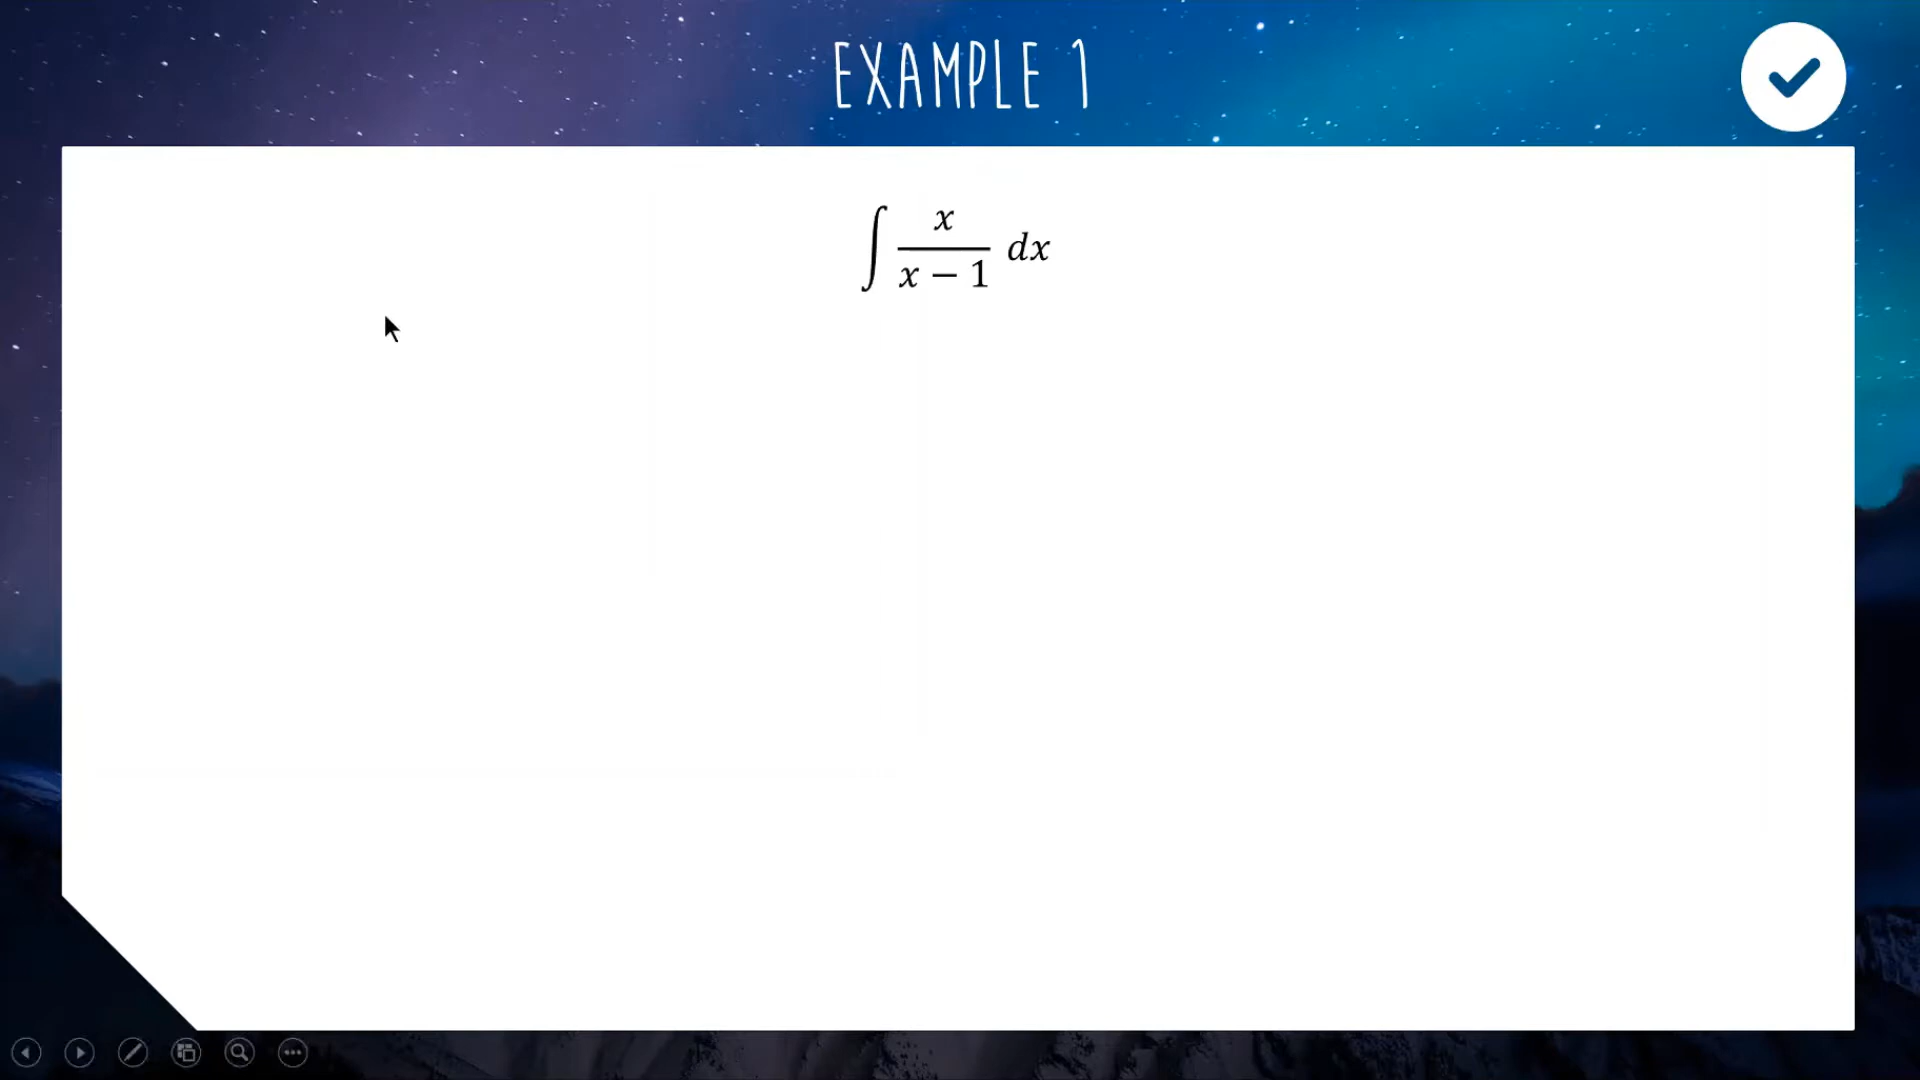 EXAMPLE 1
∫ x/(x − 1) dx